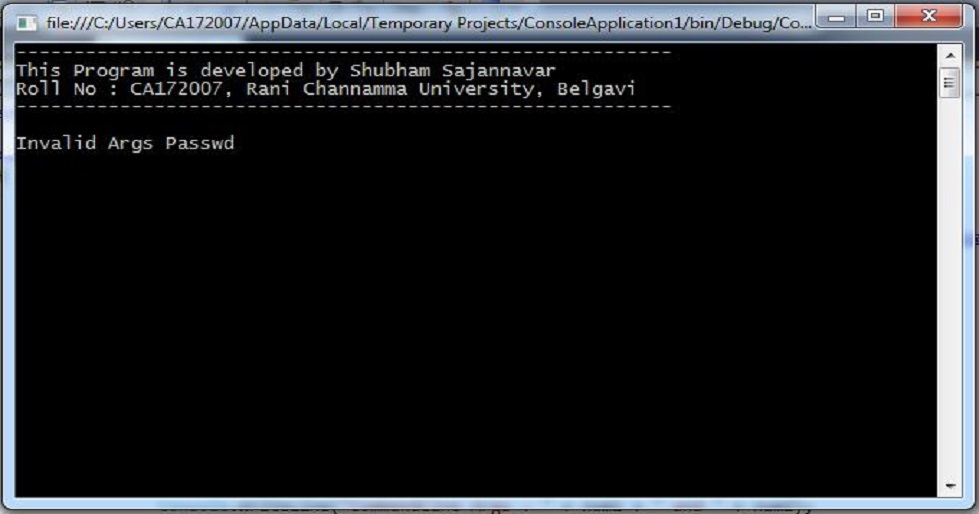 file:///C:/Users/CA172007/AppData/Local/Temporary Projects/ConsoleApplication1/bin/Debug/Co...
------------------------------------------------------------
This Program is developed by Shubham Sajannavar
Roll No : CA172007, Rani Channamma University, Belgavi
------------------------------------------------------------
Invalid Args Passwd